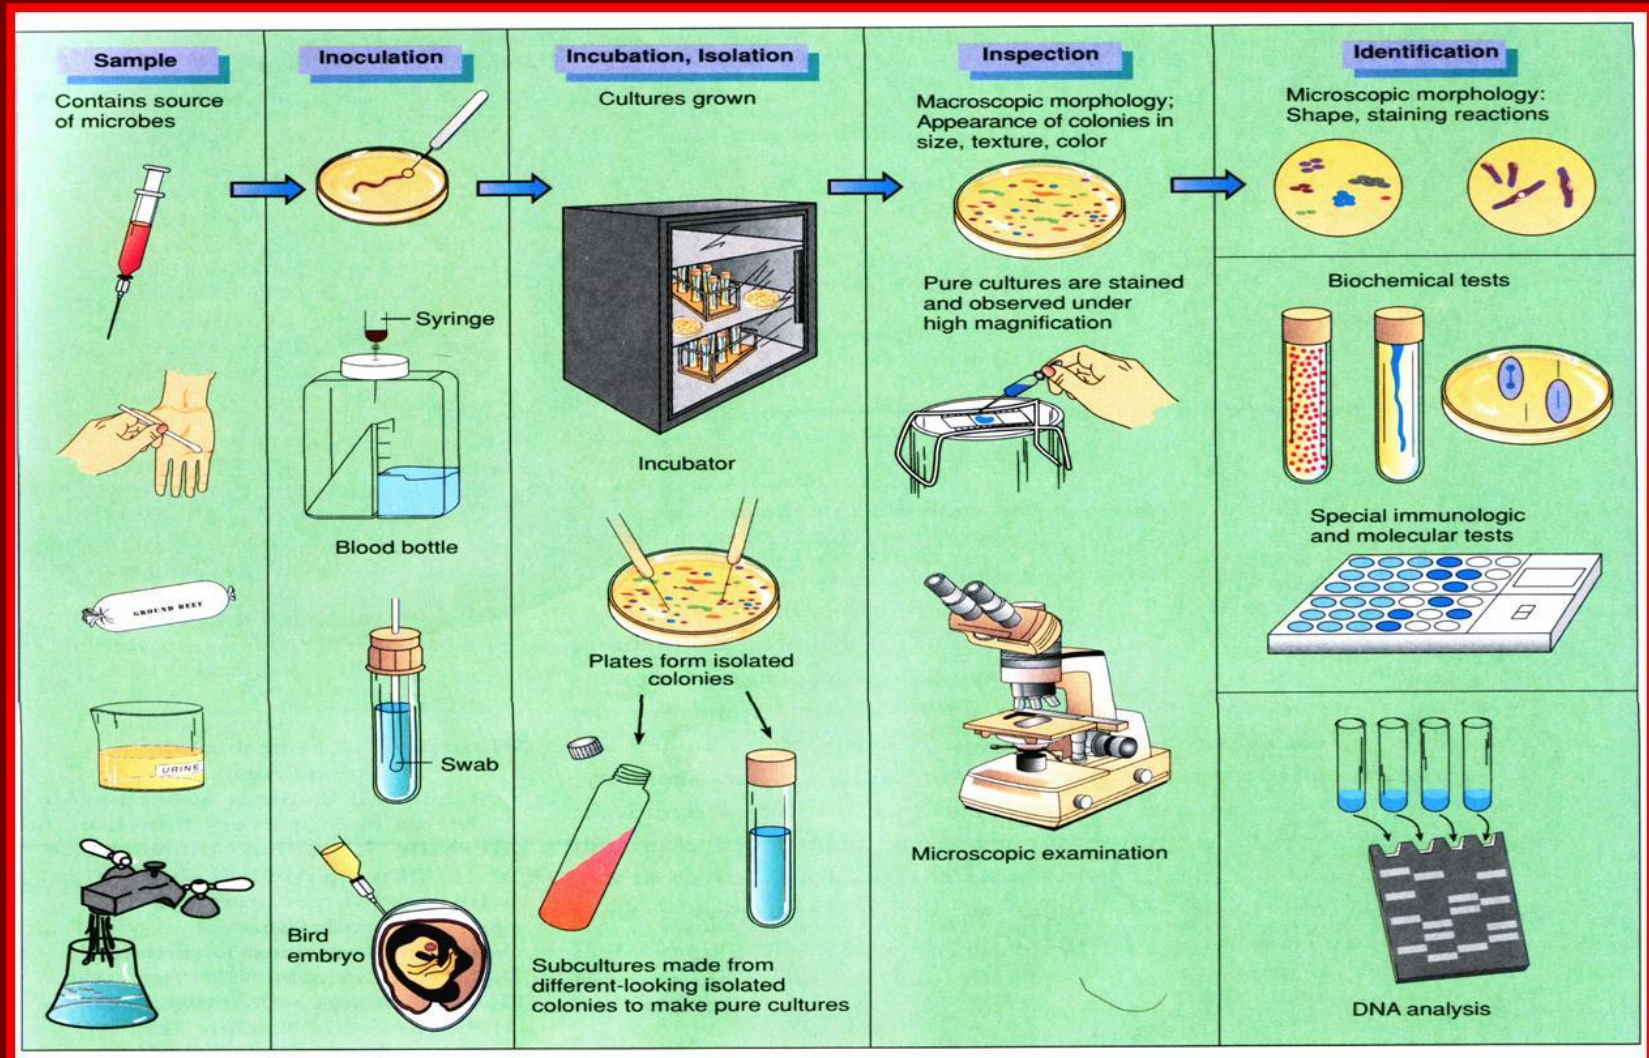 Sample
Contains source
of microbes
GROUND BEEF
URINE
Inoculation
Syringe
Blood bottle
Swab
Bird
embryo
Incubation, Isolation
Cultures grown
Incubator
Plates form isolated
colonies
Subcultures made from
different-looking isolated
colonies to make pure cultures
Inspection
Macroscopic morphology;
Appearance of colonies in
size, texture, color
Pure cultures are stained
and observed under
high magnification
Microscopic examination
Identification
Microscopic morphology:
Shape, staining reactions
Biochemical tests
Special immunologic
and molecular tests
DNA analysis